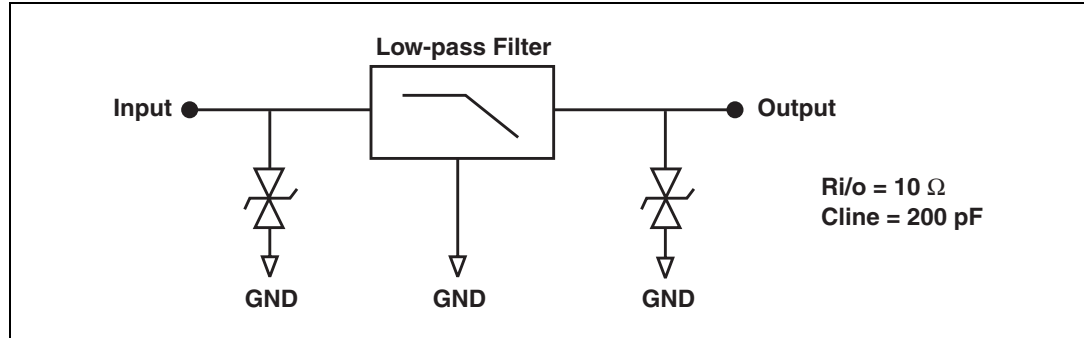 Low-pass Filter
Input
Output
Ri/o = 10 Ω
Cline = 200 pF
GND
GND
GND